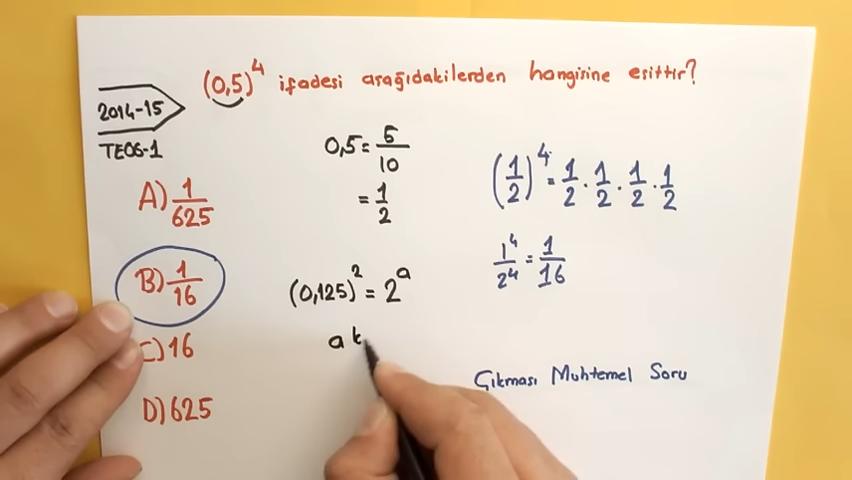 (0,5)⁴ ifadesi aşağıdakilerden hangisine eşittir?
2014-15
TEOG-1
0,5 = 5/10
= 1/2
(1/2)⁴ = 1/2 . 1/2 . 1/2 . 1/2
1⁴/2⁴ = 1/16
A) 1/625
B) 1/16
C) 16
D) 625
(0,125)² = 2ᵃ
a
Çıkması Muhtemel Soru